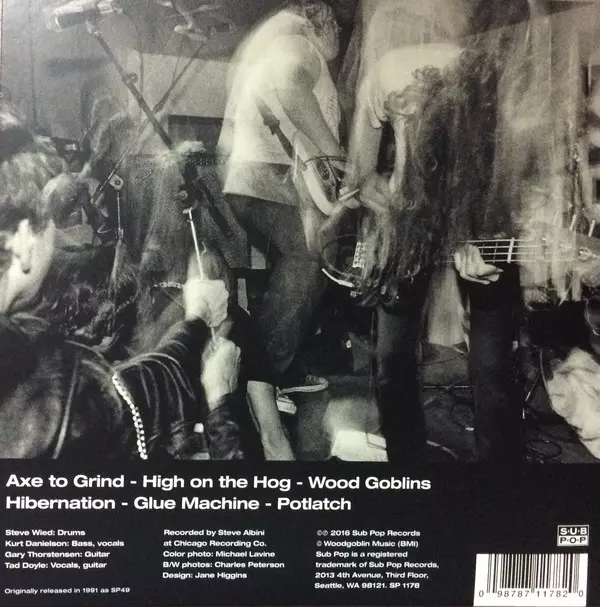 Axe to Grind - High on the Hog - Wood Goblins
Hibernation - Glue Machine - Potlatch
Steve Wied: Drums
Kurt Danielson: Bass, vocals
Gary Thorstensen: Guitar
Tad Doyle: Vocals, guitar
Originally released in 1991 as SP49
Recorded by Steve Albini
at Chicago Recording Co.
Color photo: Michael Lavine
B/W photos: Charles Peterson
Design: Jane Higgins
℗© 2016 Sub Pop Records
© Woodgoblin Music (BMI)
Sub Pop is a registered
trademark of Sub Pop Records,
2013 4th Avenue, Third Floor,
Seattle, WA 98121. SP 1178
SUB
POP
0 98787 11782 0